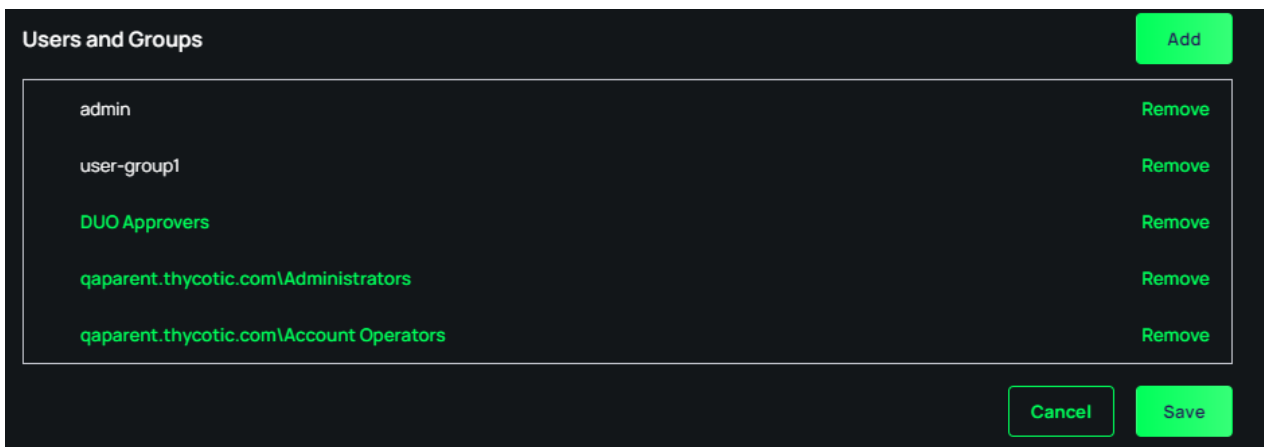 Users and Groups Add
admin Remove
user-group1 Remove
DUO Approvers Remove
qaparent.thycotic.com\Administrators Remove
qaparent.thycotic.com\Account Operators Remove
Cancel Save